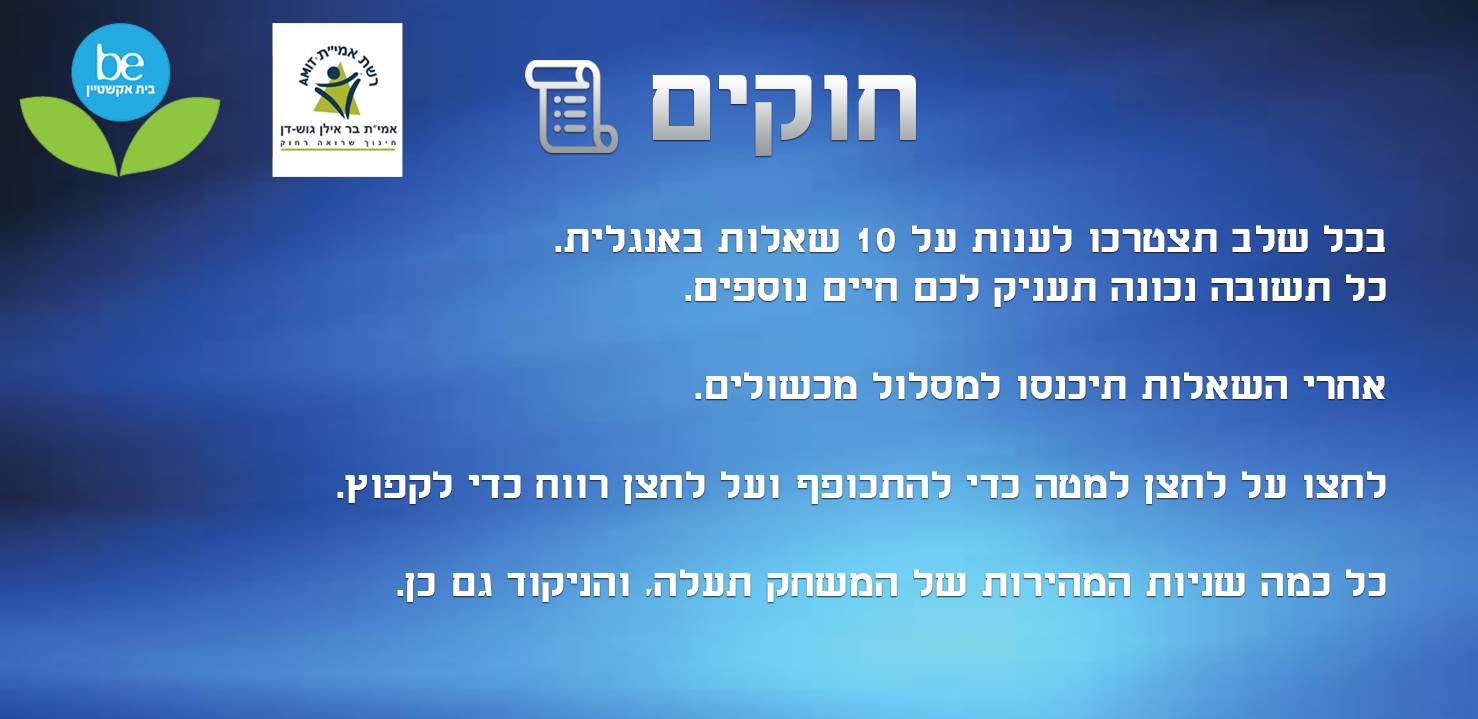 be
בית אקשטיין
רשת אמי"ת·AMIT
אמי"ת בר אילן גוש-דן
חינוך שרואה רחוק
חוקים
בכל שלב תצטרכו לענות על 10 שאלות באנגלית.
כל תשובה נכונה תעניק לכם חיים נוספים.
אחרי השאלות תיכנסו למסלול מכשולים.
לחצו על לחצן למטה כדי להתכופף ועל לחצן רווח כדי לקפוץ.
כל כמה שניות המהירות של המשחק תעלה, והניקוד גם כן.